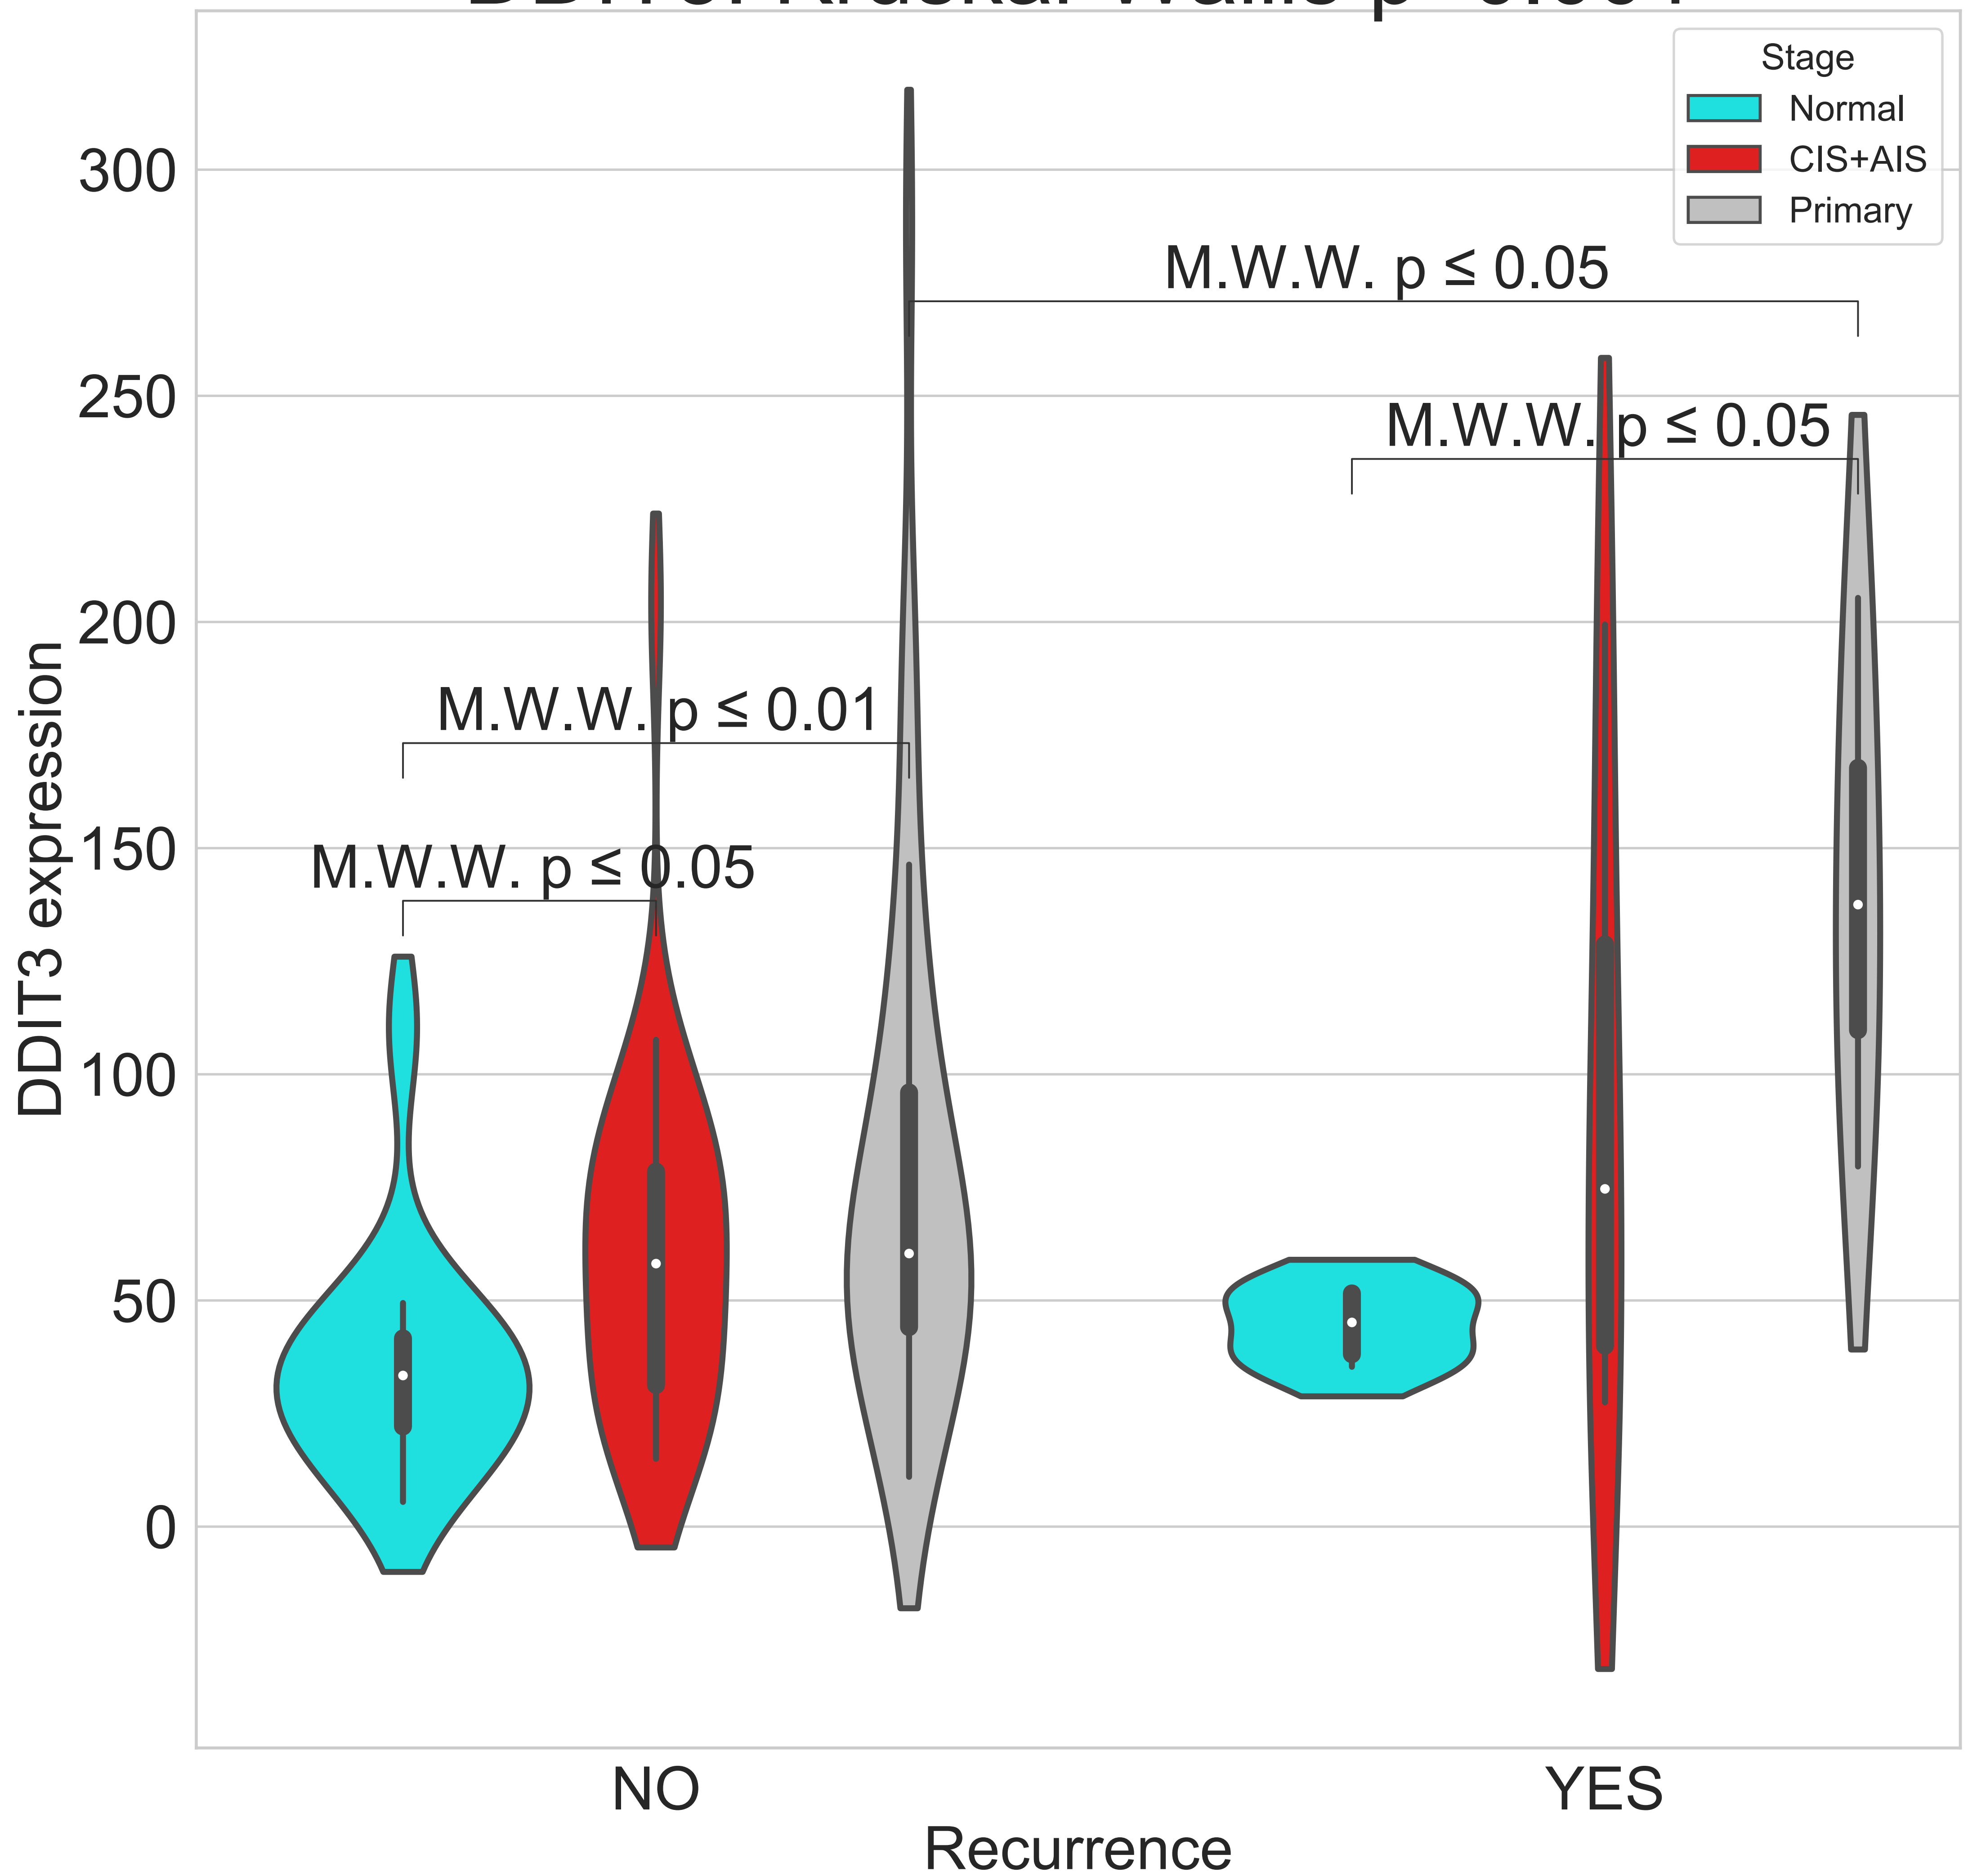 Stage
Normal
CIS+AIS
Primary
300
250
200
150
100
50
0
DDIT3 expression
M.W.W. p ≤ 0.05
M.W.W. p ≤ 0.05
M.W.W. p ≤ 0.01
M.W.W. p ≤ 0.05
NO
YES
Recurrence